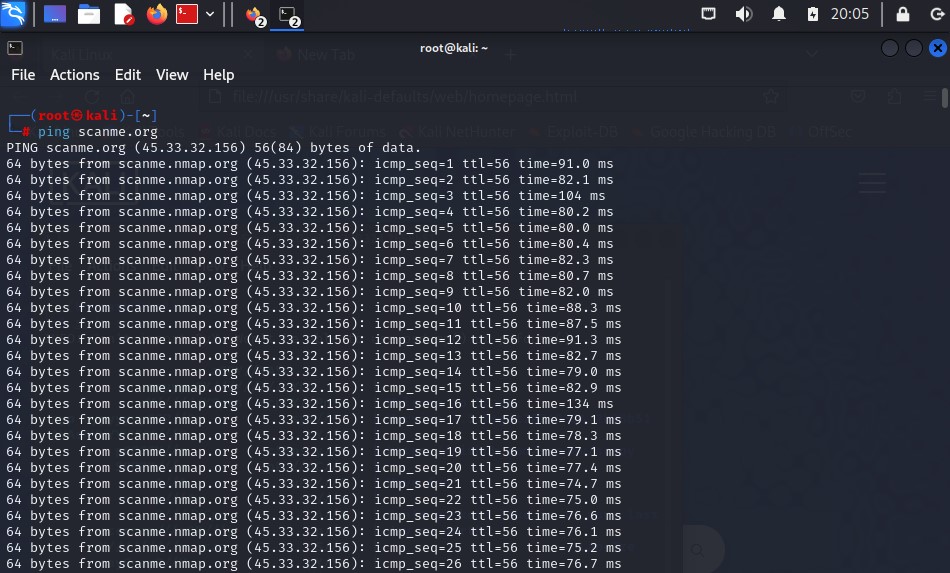 2
2
20:05
root@kali: ~
Kali Linux
New Tab
File Actions Edit View Help
file:///usr/share/kali-defaults/web/homepage.html
┌──(root㉿kali)-[~]
└─# ping scanme.org
Kali Docs Kali Forums Kali NetHunter Exploit-DB Google Hacking DB OffSec
PING scanme.org (45.33.32.156) 56(84) bytes of data.
64 bytes from scanme.nmap.org (45.33.32.156): icmp_seq=1 ttl=56 time=91.0 ms
64 bytes from scanme.nmap.org (45.33.32.156): icmp_seq=2 ttl=56 time=82.1 ms
64 bytes from scanme.nmap.org (45.33.32.156): icmp_seq=3 ttl=56 time=104 ms
64 bytes from scanme.nmap.org (45.33.32.156): icmp_seq=4 ttl=56 time=80.2 ms
64 bytes from scanme.nmap.org (45.33.32.156): icmp_seq=5 ttl=56 time=80.0 ms
64 bytes from scanme.nmap.org (45.33.32.156): icmp_seq=6 ttl=56 time=80.4 ms
64 bytes from scanme.nmap.org (45.33.32.156): icmp_seq=7 ttl=56 time=82.3 ms
64 bytes from scanme.nmap.org (45.33.32.156): icmp_seq=8 ttl=56 time=80.7 ms
64 bytes from scanme.nmap.org (45.33.32.156): icmp_seq=9 ttl=56 time=82.0 ms
64 bytes from scanme.nmap.org (45.33.32.156): icmp_seq=10 ttl=56 time=88.3 ms
64 bytes from scanme.nmap.org (45.33.32.156): icmp_seq=11 ttl=56 time=87.5 ms
64 bytes from scanme.nmap.org (45.33.32.156): icmp_seq=12 ttl=56 time=91.3 ms
64 bytes from scanme.nmap.org (45.33.32.156): icmp_seq=13 ttl=56 time=82.7 ms
64 bytes from scanme.nmap.org (45.33.32.156): icmp_seq=14 ttl=56 time=79.0 ms
64 bytes from scanme.nmap.org (45.33.32.156): icmp_seq=15 ttl=56 time=82.9 ms
64 bytes from scanme.nmap.org (45.33.32.156): icmp_seq=16 ttl=56 time=134 ms
64 bytes from scanme.nmap.org (45.33.32.156): icmp_seq=17 ttl=56 time=79.1 ms
64 bytes from scanme.nmap.org (45.33.32.156): icmp_seq=18 ttl=56 time=78.3 ms
64 bytes from scanme.nmap.org (45.33.32.156): icmp_seq=19 ttl=56 time=77.1 ms
64 bytes from scanme.nmap.org (45.33.32.156): icmp_seq=20 ttl=56 time=77.4 ms
64 bytes from scanme.nmap.org (45.33.32.156): icmp_seq=21 ttl=56 time=74.7 ms
64 bytes from scanme.nmap.org (45.33.32.156): icmp_seq=22 ttl=56 time=75.0 ms
64 bytes from scanme.nmap.org (45.33.32.156): icmp_seq=23 ttl=56 time=76.6 ms
64 bytes from scanme.nmap.org (45.33.32.156): icmp_seq=24 ttl=56 time=76.1 ms
64 bytes from scanme.nmap.org (45.33.32.156): icmp_seq=25 ttl=56 time=75.2 ms
64 bytes from scanme.nmap.org (45.33.32.156): icmp_seq=26 ttl=56 time=76.7 ms